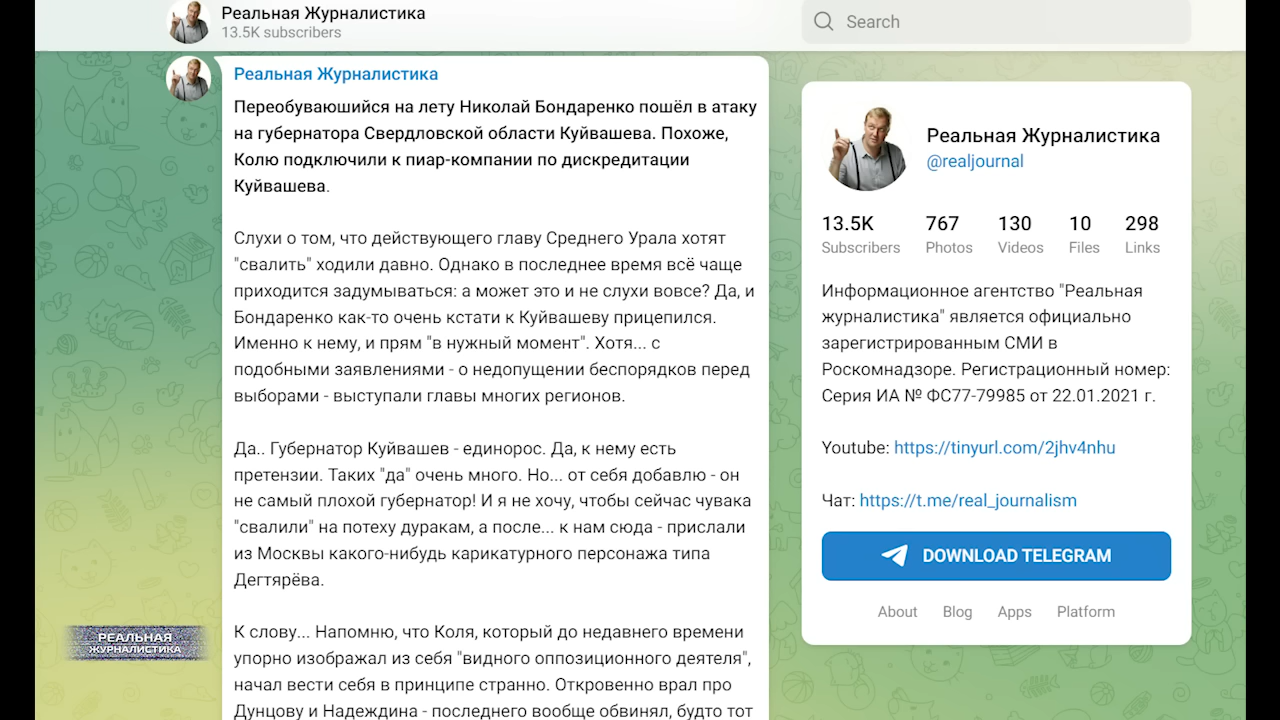 Реальная Журналистика
13.5K subscribers
Search
Реальная Журналистика
Переобуваюшийся на лету Николай Бондаренко пошёл в атаку
на губернатора Свердловской области Куйвашева. Похоже,
Колю подключили к пиар-компании по дискредитации
Куйвашева.
Слухи о том, что действующего главу Среднего Урала хотят
"свалить" ходили давно. Однако в последнее время всё чаще
приходится задумываться: а может это и не слухи вовсе? Да, и
Бондаренко как-то очень кстати к Куйвашеву прицепился.
Именно к нему, и прям "в нужный момент". Хотя... с
подобными заявлениями - о недопущении беспорядков перед
выборами - выступали главы многих регионов.
Да.. Губернатор Куйвашев - единорос. Да, к нему есть
претензии. Таких "да" очень много. Но... от себя добавлю - он
не самый плохой губернатор! И я не хочу, чтобы сейчас чувака
"свалили" на потеху дуракам, а после... к нам сюда - прислали
из Москвы какого-нибудь карикатурного персонажа типа
Дегтярёва.
К слову... Напомню, что Коля, который до недавнего времени
упорно изображал из себя "видного оппозиционного деятеля",
начал вести себя в принципе странно. Откровенно врал про
Дунцову и Надеждина - последнего вообще обвинял, будто тот
Реальная Журналистика
@realjournal
13.5K 767 130 10 298
Subscribers Photos Videos Files Links
Информационное агентство "Реальная
журналистика" является официально
зарегистрированным СМИ в
Роскомнадзоре. Регистрационный номер:
Серия ИА № ФС77-79985 от 22.01.2021 г.
Youtube: https://tinyurl.com/2jhv4nhu
Чат: https://t.me/real_journalism
DOWNLOAD TELEGRAM
About Blog Apps Platform
РЕАЛЬНАЯ
ЖУРНАЛИСТИКА